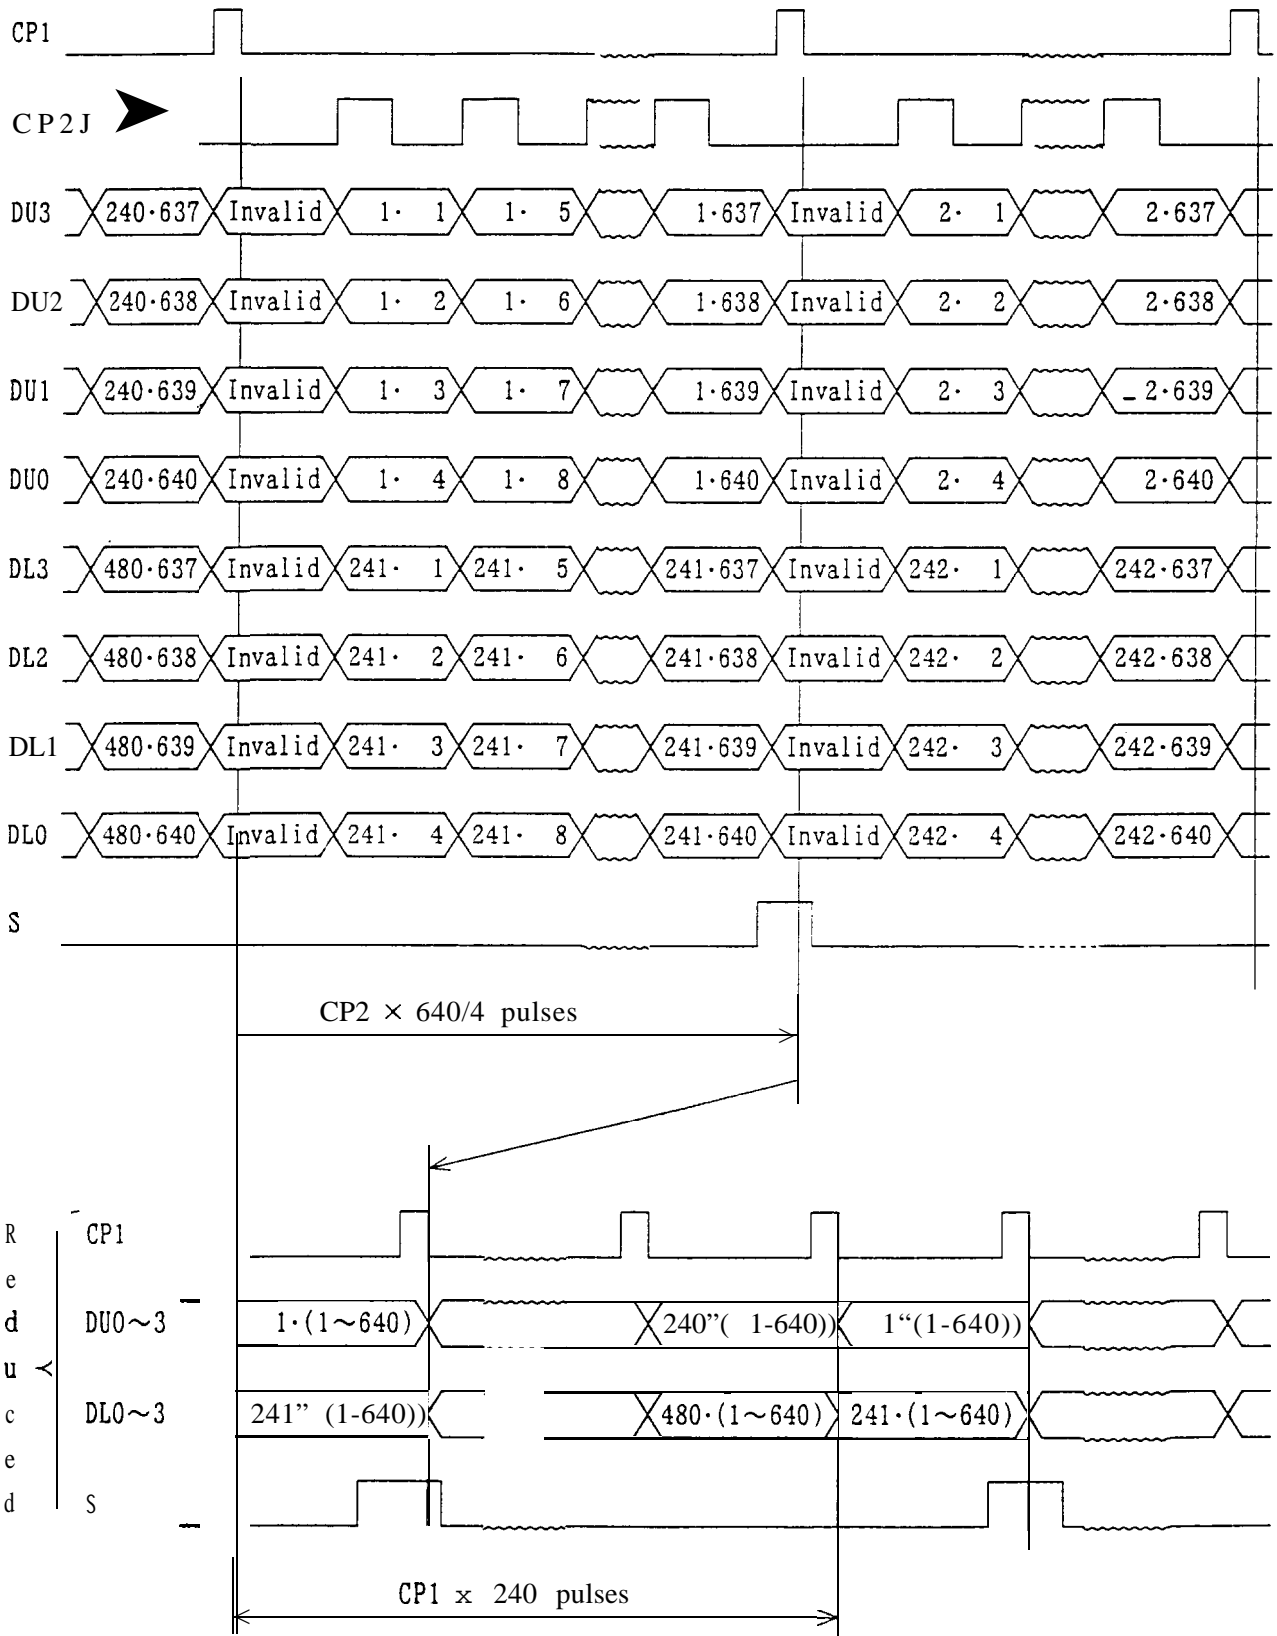 CP1
CP2J
DU3 240·637 Invalid 1· 1 1· 5 1·637 Invalid 2· 1 2·637
DU2 240·638 Invalid 1· 2 1· 6 1·638 Invalid 2· 2 2·638
DU1 240·639 Invalid 1· 3 1· 7 1·639 Invalid 2· 3 2·639
DU0 240·640 Invalid 1· 4 1· 8 1·640 Invalid 2· 4 2·640
DL3 480·637 Invalid 241· 1 241· 5 241·637 Invalid 242· 1 242·637
DL2 480·638 Invalid 241· 2 241· 6 241·638 Invalid 242· 2 242·638
DL1 480·639 Invalid 241· 3 241· 7 241·639 Invalid 242· 3 242·639
DL0 480·640 Invalid 241· 4 241· 8 241·640 Invalid 242· 4 242·640
S
CP2 × 640/4 pulses
Reduced
CP1
DU0~3 1·(1~640) 240”( 1-640)) 1“(1-640))
DL0~3 241” (1-640)) 480·(1~640) 241·(1~640)
S
CP1 x 240 pulses